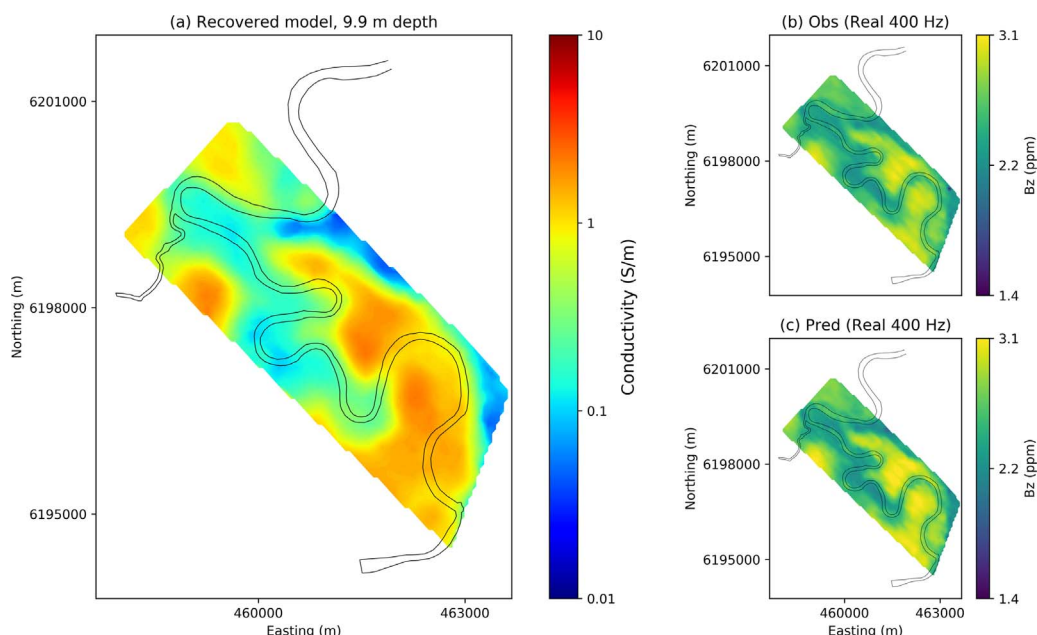 (a) Recovered model, 9.9 m depth
6201000
6198000
6195000
Northing (m)
460000
463000
Easting (m)
10
1
0.1
0.01
Conductivity (S/m)
(b) Obs (Real 400 Hz)
6201000
6198000
6195000
Northing (m)
3.1
2.2
1.4
Bz (ppm)
(c) Pred (Real 400 Hz)
6201000
6198000
6195000
Northing (m)
460000
463000
Easting (m)
3.1
2.2
1.4
Bz (ppm)